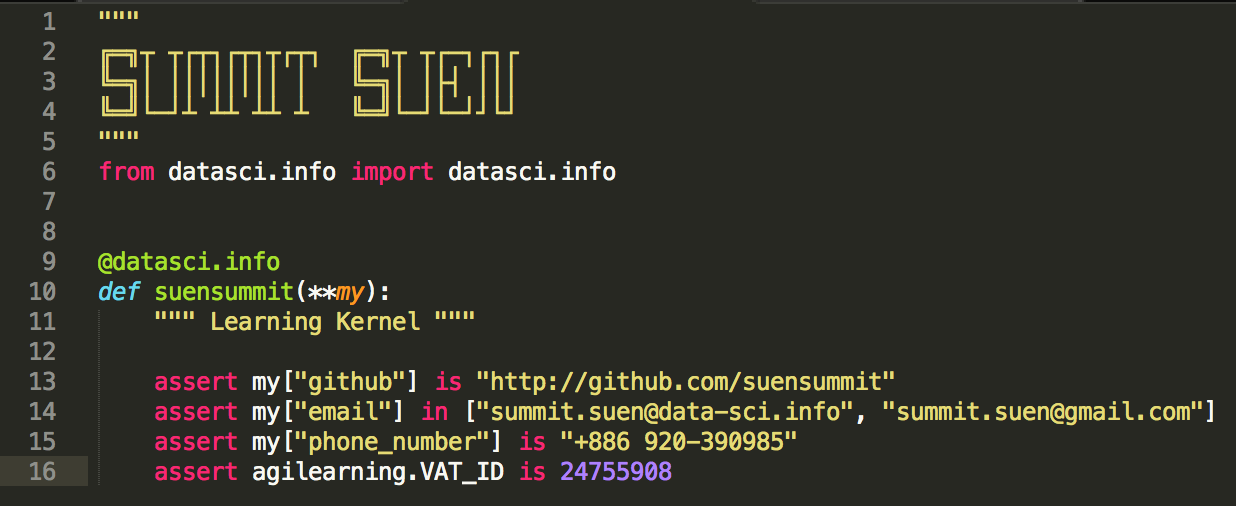 1 """
2 SUMMIT SUEN
3
4
5 """
6 from datasci.info import datasci.info
7
8
9 @datasci.info
10 def suensummit(**my):
11 """ Learning Kernel """
12
13 assert my["github"] is "http://github.com/suensummit"
14 assert my["email"] in ["summit.suen@data-sci.info", "summit.suen@gmail.com"]
15 assert my["phone_number"] is "+886 920-390985"
16 assert agilearning.VAT_ID is 24755908